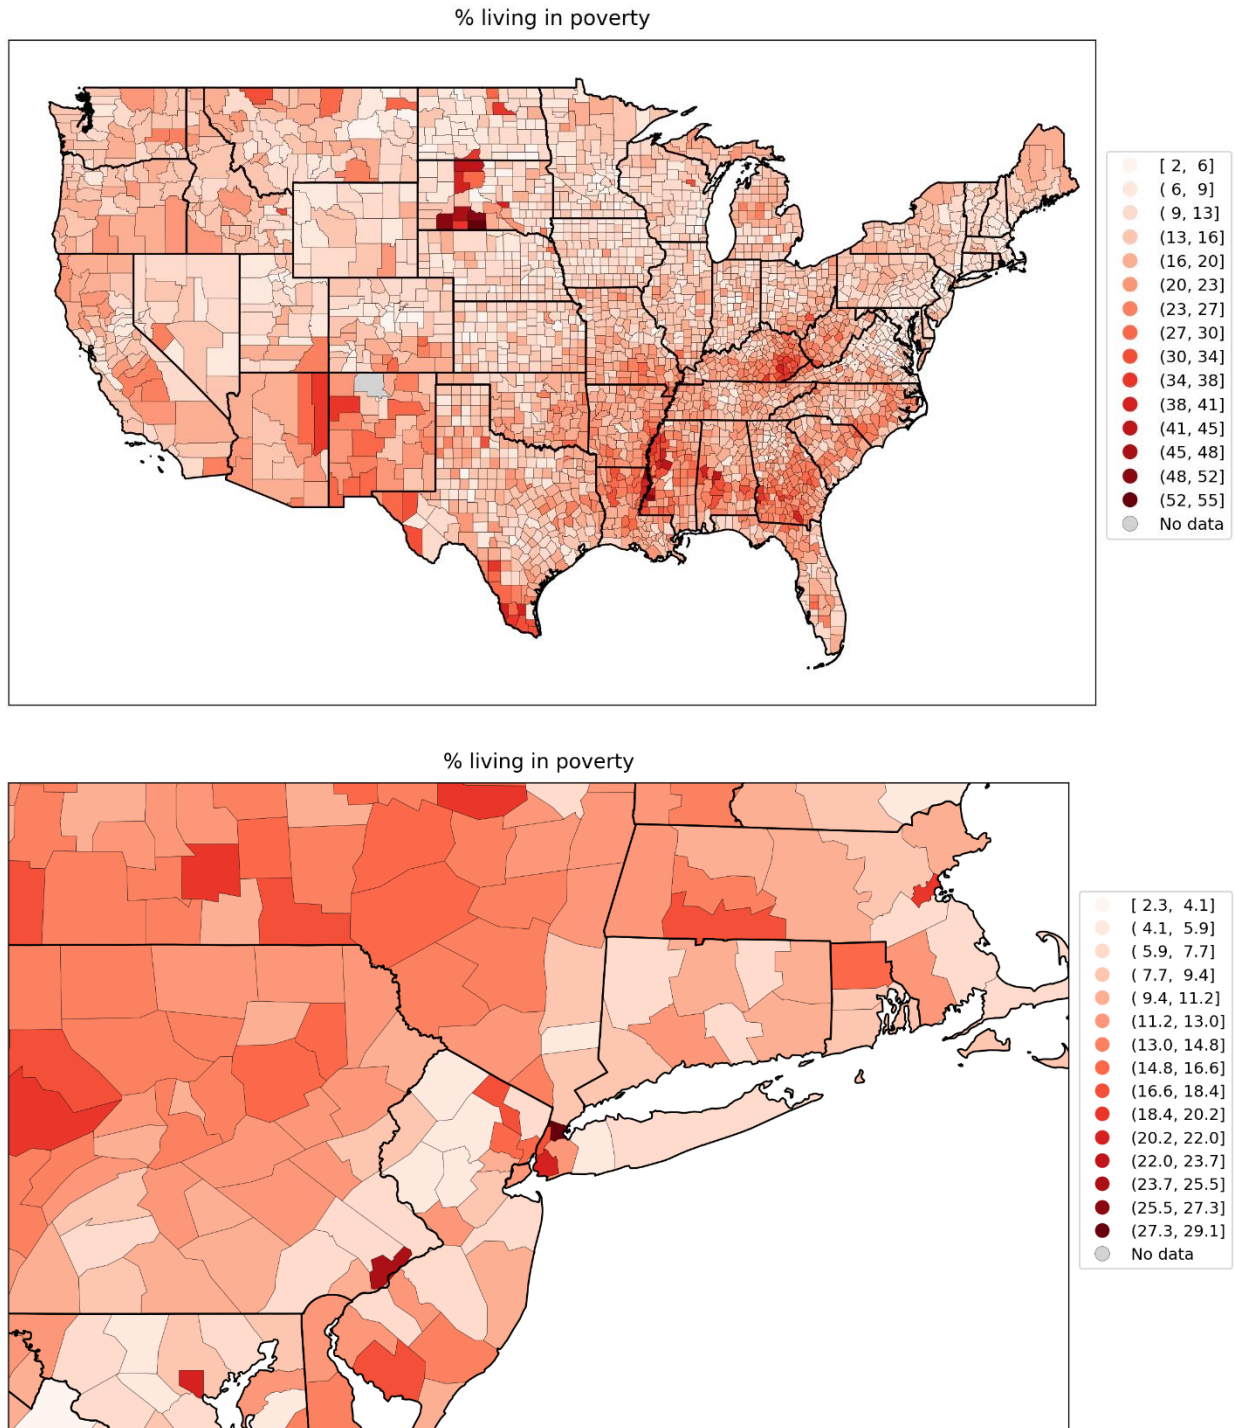 % living in poverty
[ 2,  6]
( 6,  9]
( 9, 13]
(13, 16]
(16, 20]
(20, 23]
(23, 27]
(27, 30]
(30, 34]
(34, 38]
(38, 41]
(41, 45]
(45, 48]
(48, 52]
(52, 55]
No data
% living in poverty
[ 2.3,  4.1]
( 4.1,  5.9]
( 5.9,  7.7]
( 7.7,  9.4]
( 9.4, 11.2]
(11.2, 13.0]
(13.0, 14.8]
(14.8, 16.6]
(16.6, 18.4]
(18.4, 20.2]
(20.2, 22.0]
(22.0, 23.7]
(23.7, 25.5]
(25.5, 27.3]
(27.3, 29.1]
No data